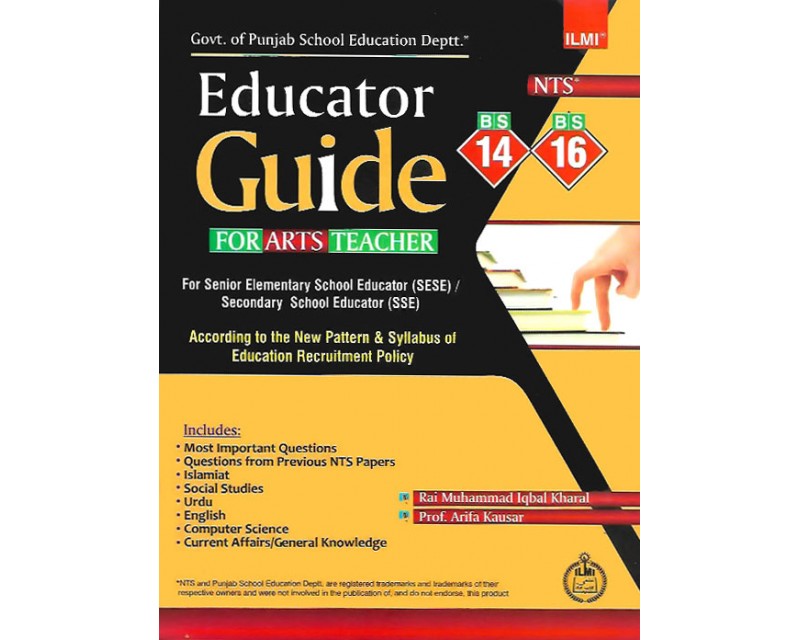 Govt. of Punjab School Education Deptt.*
ILMI®
NTS*
Educator
Guide
BS
14
BS
16
FOR ARTS TEACHER
For Senior Elementary School Educator (SESE) /
Secondary School Educator (SSE)
According to the New Pattern & Syllabus of
Education Recruitment Policy
Includes:
• Most Important Questions
• Questions from Previous NTS Papers
• Islamiat
• Social Studies
• Urdu
• English
• Computer Science
• Current Affairs/General Knowledge
Rai Muhammad Iqbal Kharal
Prof. Arifa Kausar
ILMI
*NTS and Punjab School Education Deptt. are registered trademarks and trademarks of their
respective owners and were not involved in the publication of, and do not endorse, this product